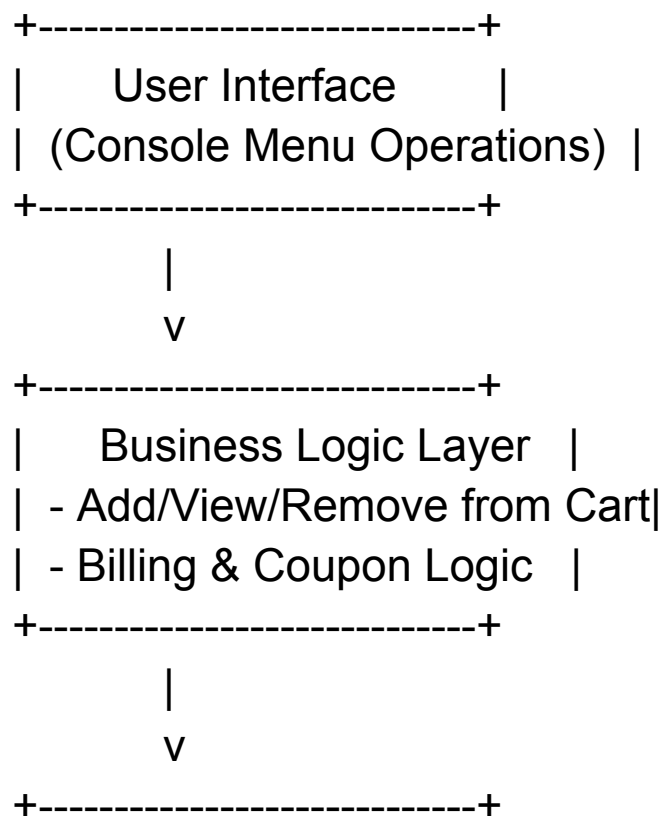 +-----------------------------+
|      User Interface       |
|  (Console Menu Operations)  |
+-----------------------------+
|
v
+-----------------------------+
|     Business Logic Layer   |
|  - Add/View/Remove from Cart|
|  - Billing & Coupon Logic   |
+-----------------------------+
|
v
+-----------------------------+